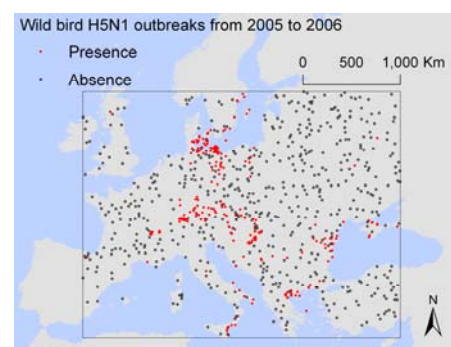 Wild bird H5N1 outbreaks from 2005 to 2006
Presence
Absence
0 500 1,000 Km
N